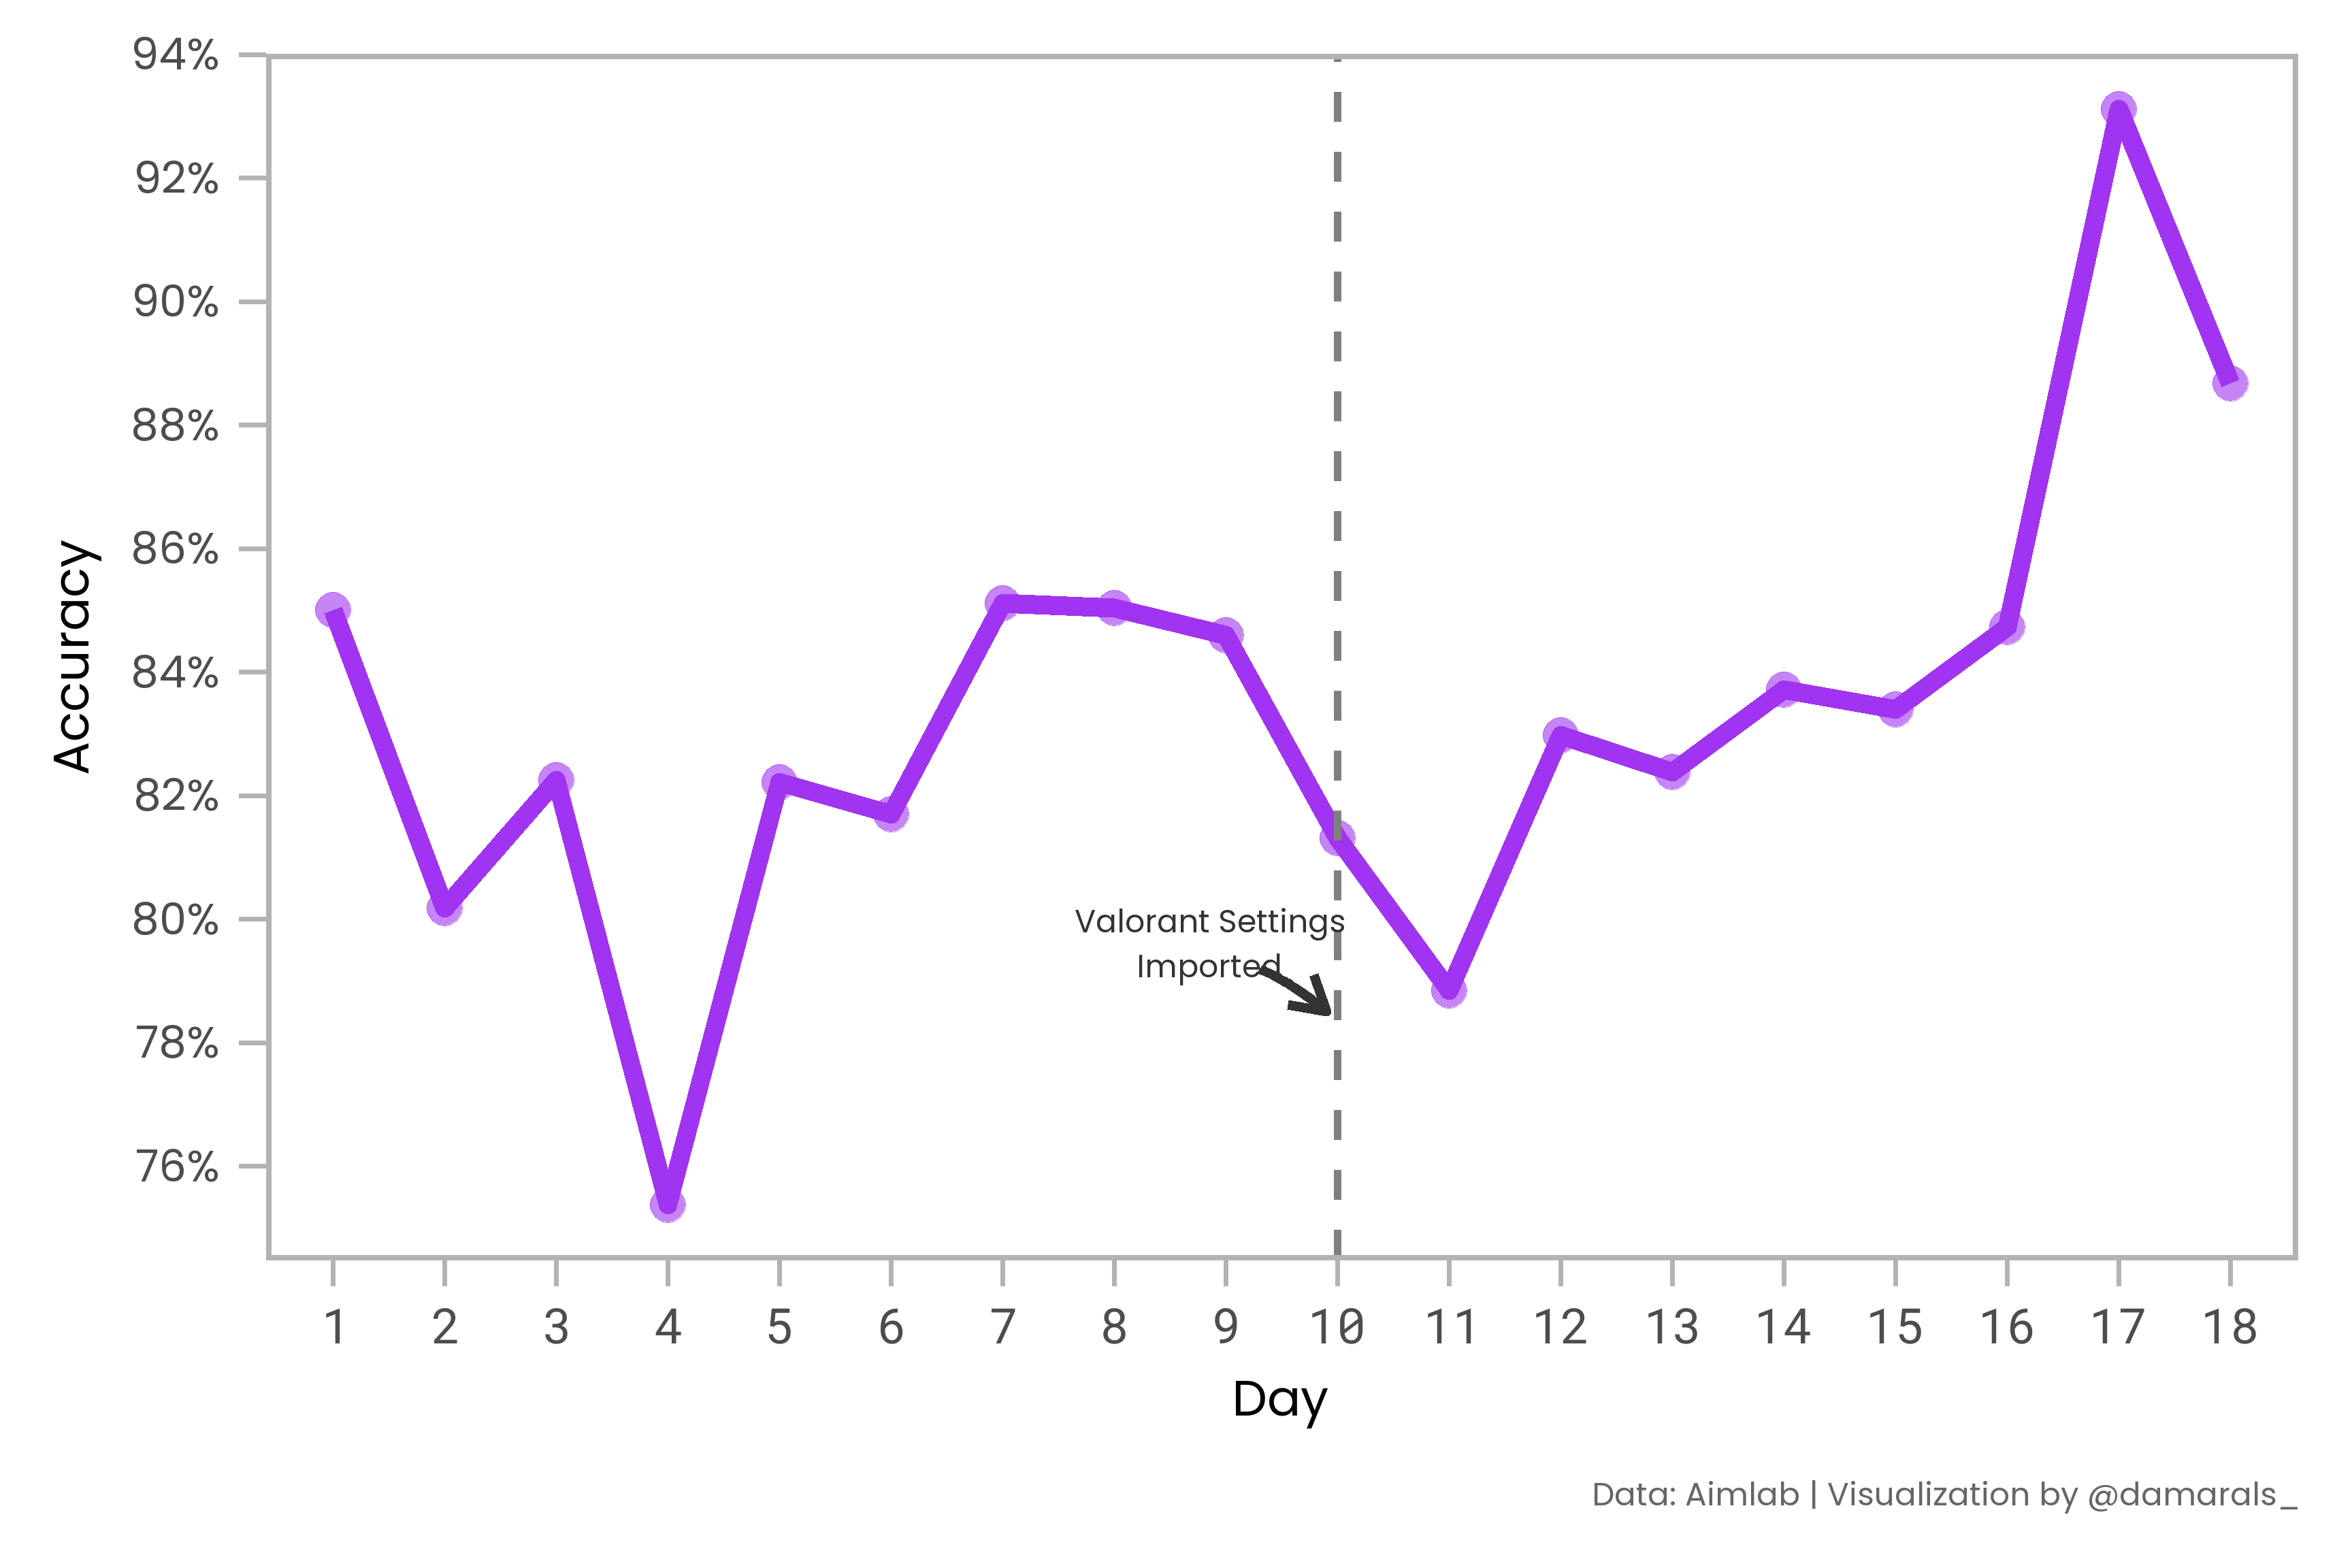 94%
92%
90%
88%
86%
84%
82%
80%
78%
76%
Accuracy
Valorant Settings
Imported
1 2 3 4 5 6 7 8 9 10 11 12 13 14 15 16 17 18
Day
Data: Aimlab | Visualization by @damarals_